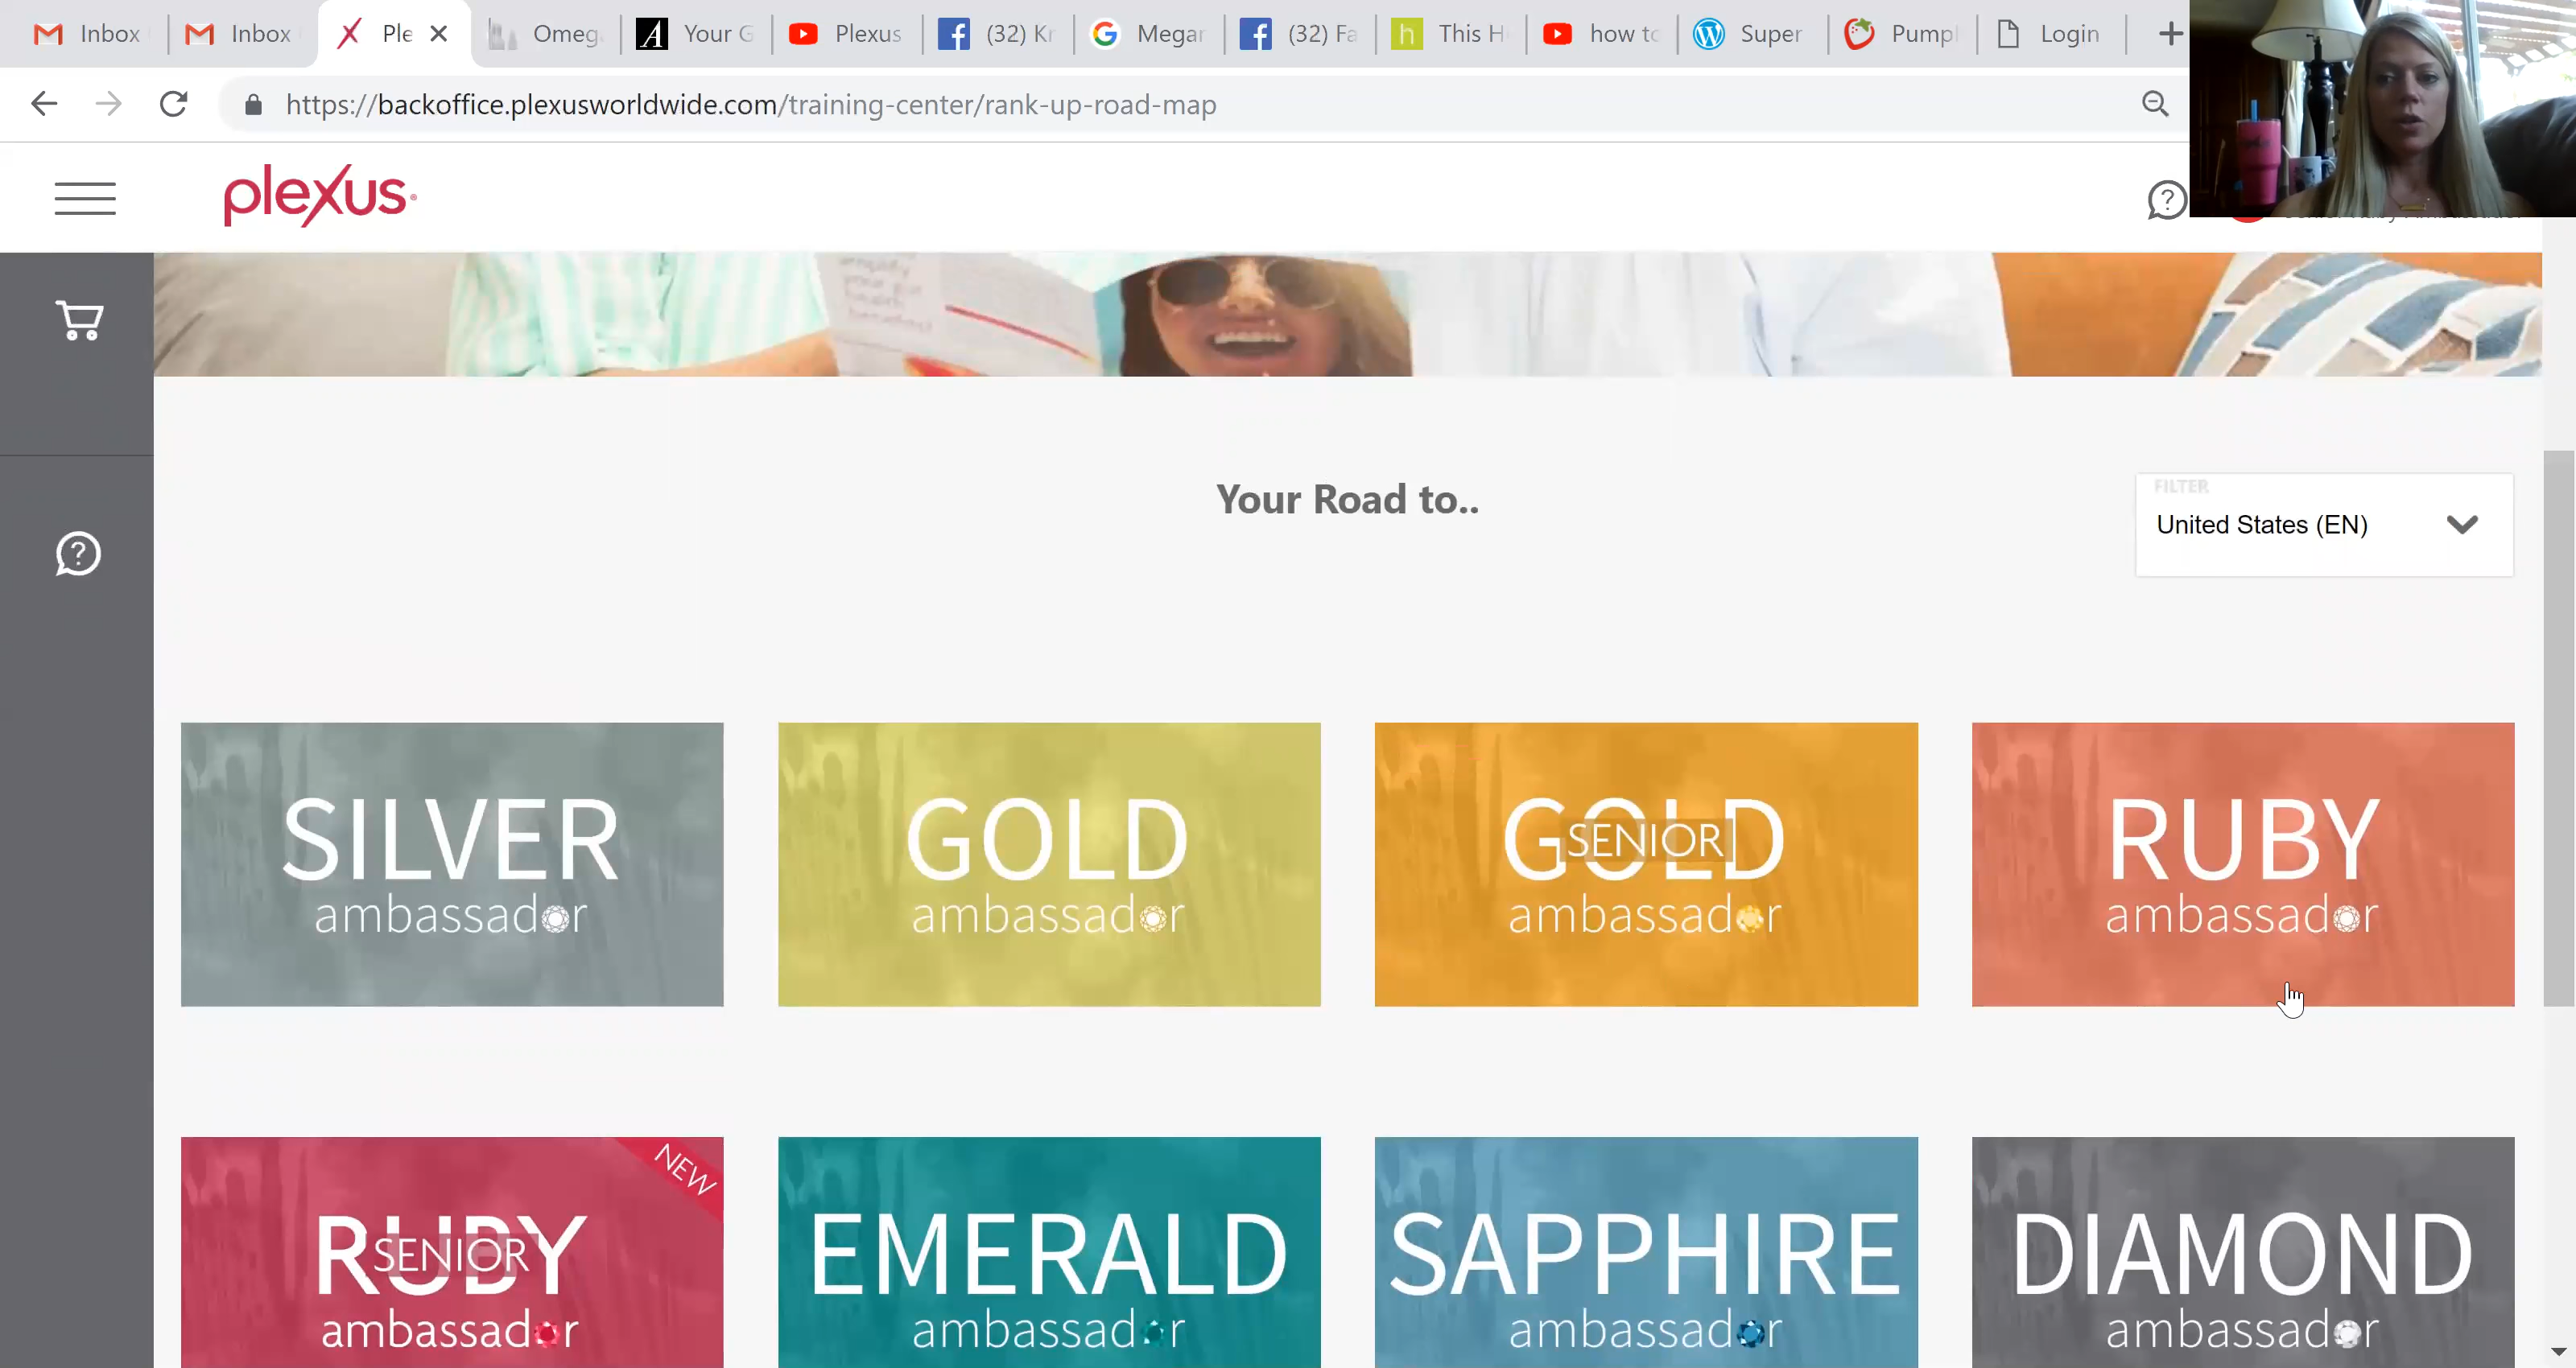 Inbox
Inbox
Ple
Omeg
Your G
Plexus
(32) Kr
Megan
(32) Fa
This H
how to
Super
Pump
Login
https://backoffice.plexusworldwide.com/training-center/rank-up-road-map
plexus
Your Road to..
FILTER
United States (EN)
SILVER
ambassador
GOLD
ambassador
GOLD
SENIOR
ambassador
RUBY
ambassador
NEW
RUBY
SENIOR
ambassador
EMERALD
ambassador
SAPPHIRE
ambassador
DIAMOND
ambassador